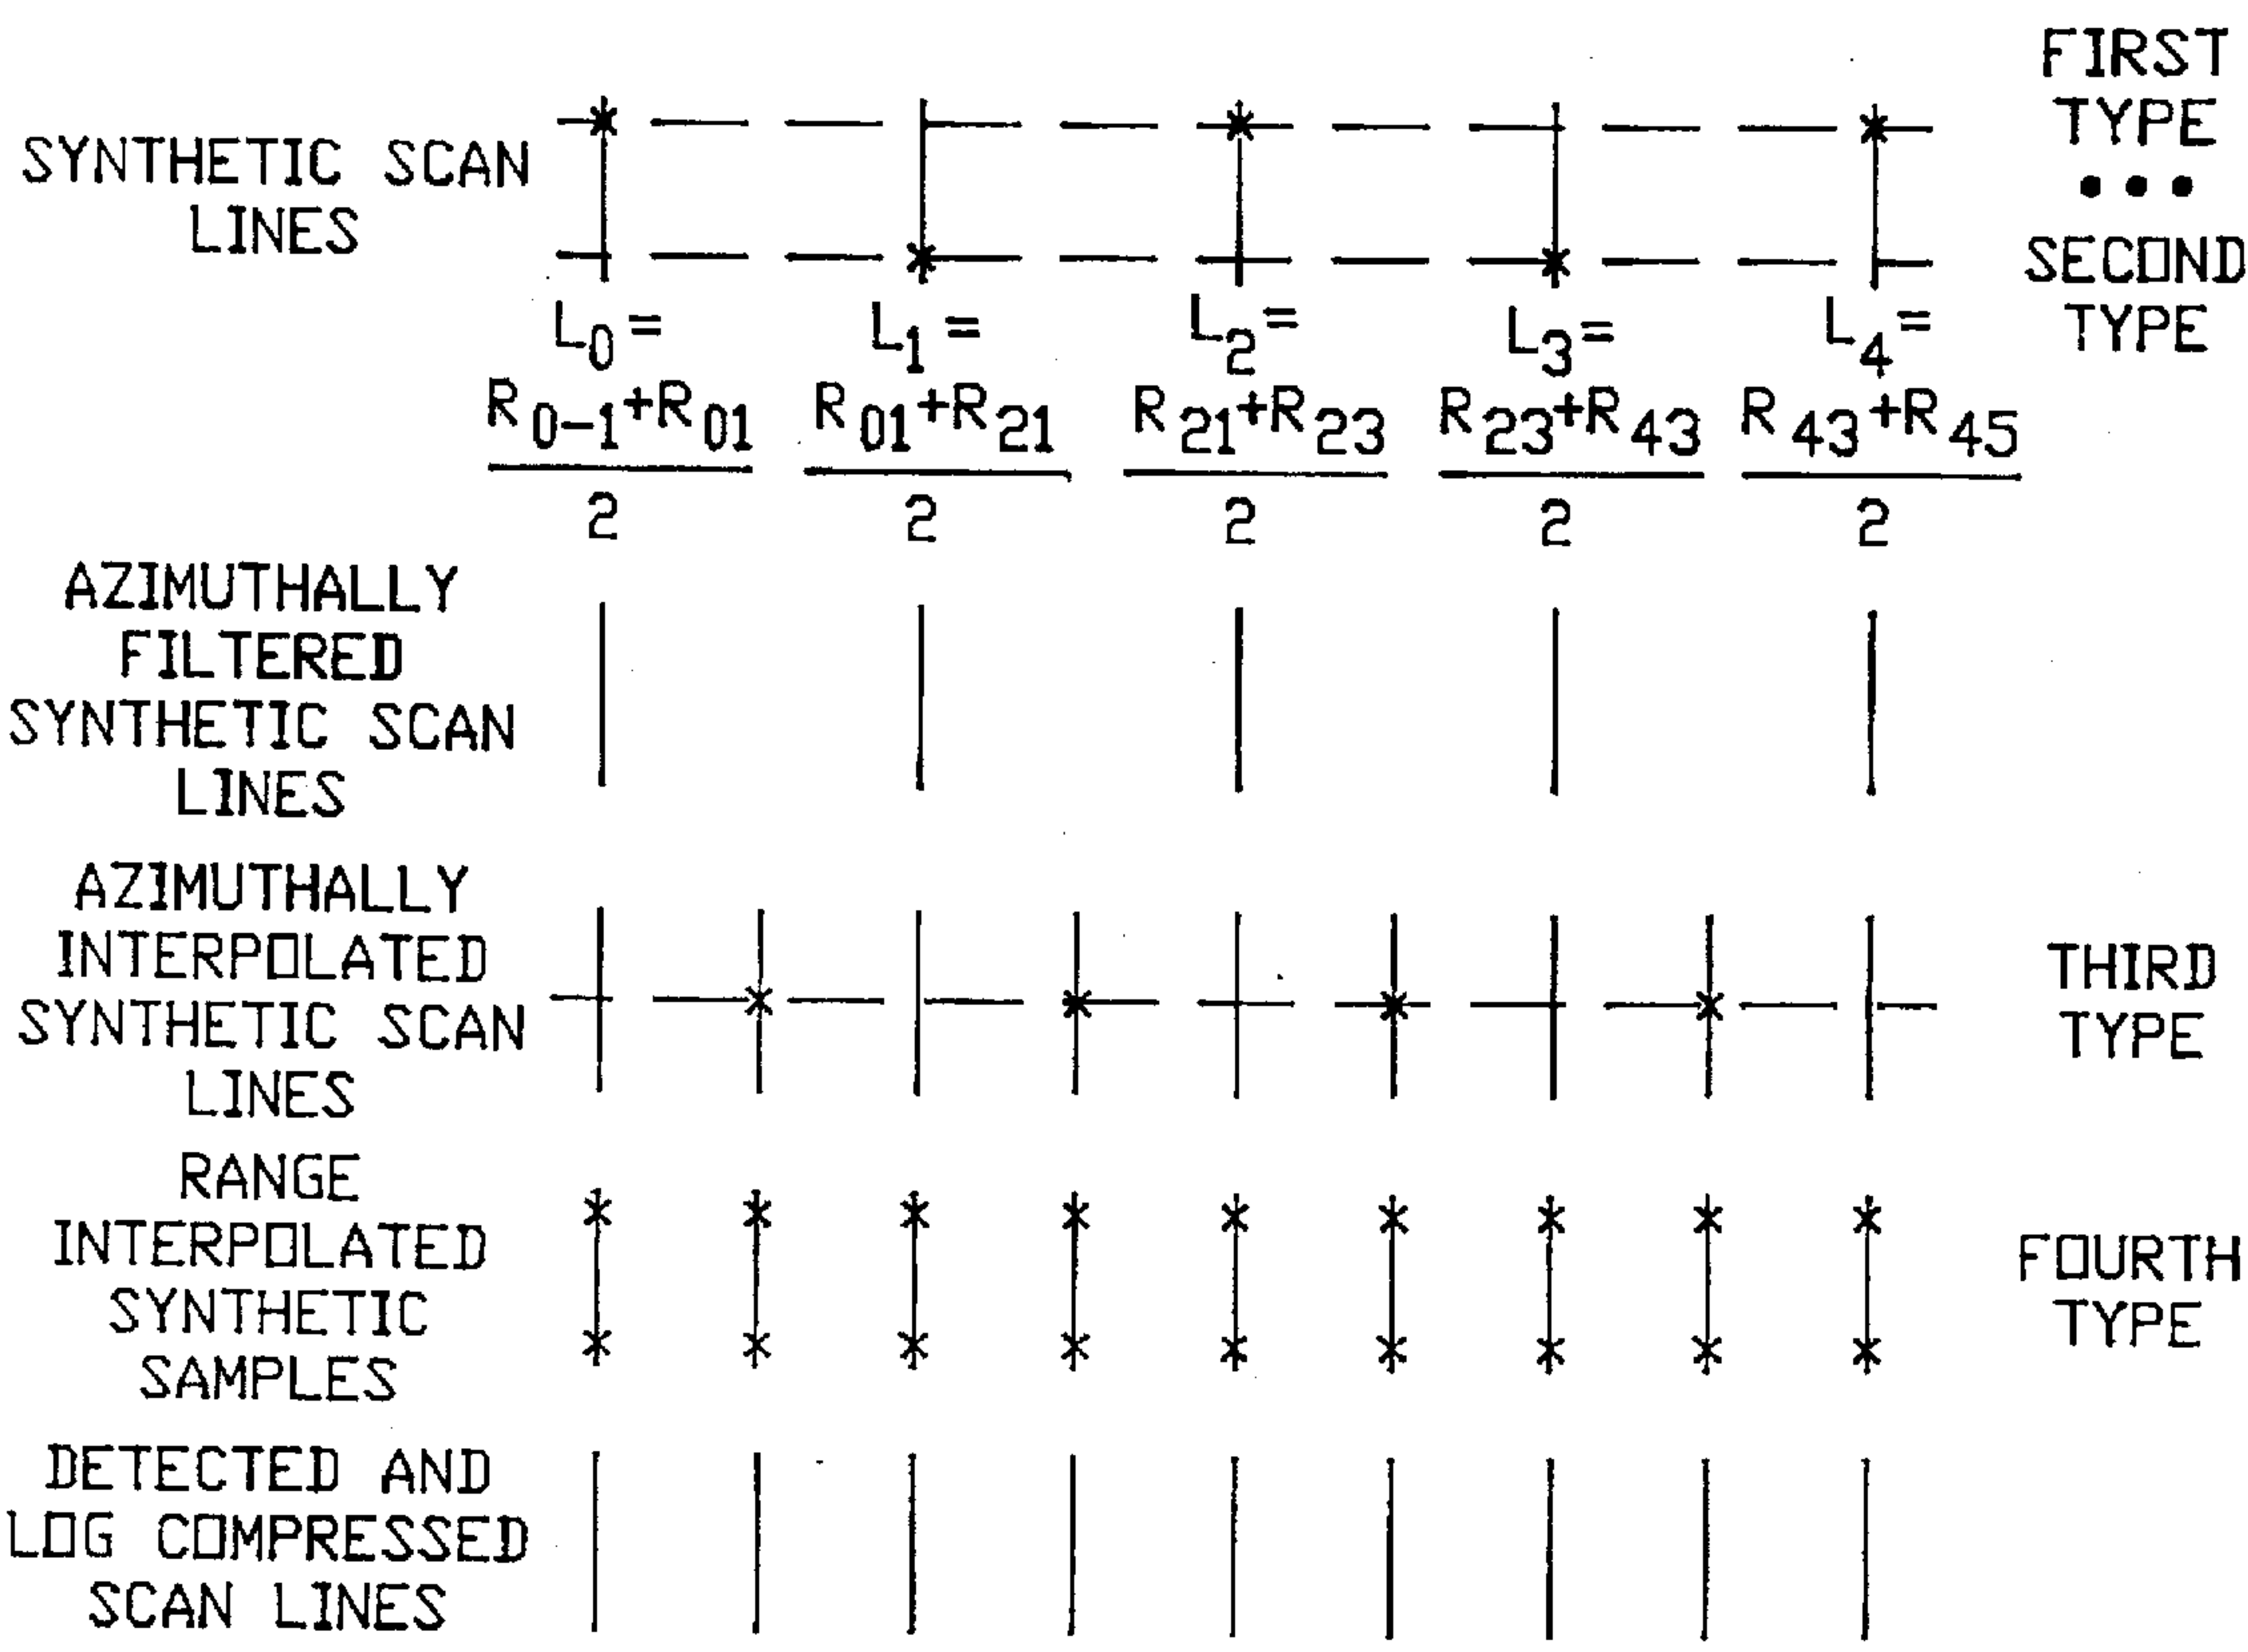 SYNTHETIC SCAN
LINES
FIRST
TYPE
• • •
SECOND
TYPE
L0= L1= L2= L3= L4=
R0-1+R01 R01+R21 R21+R23 R23+R43 R43+R45
2 2 2 2 2
AZIMUTHALLY
FILTERED
SYNTHETIC SCAN
LINES
AZIMUTHALLY
INTERPOLATED
SYNTHETIC SCAN
LINES
THIRD
TYPE
RANGE
INTERPOLATED
SYNTHETIC
SAMPLES
FOURTH
TYPE
DETECTED AND
LOG COMPRESSED
SCAN LINES